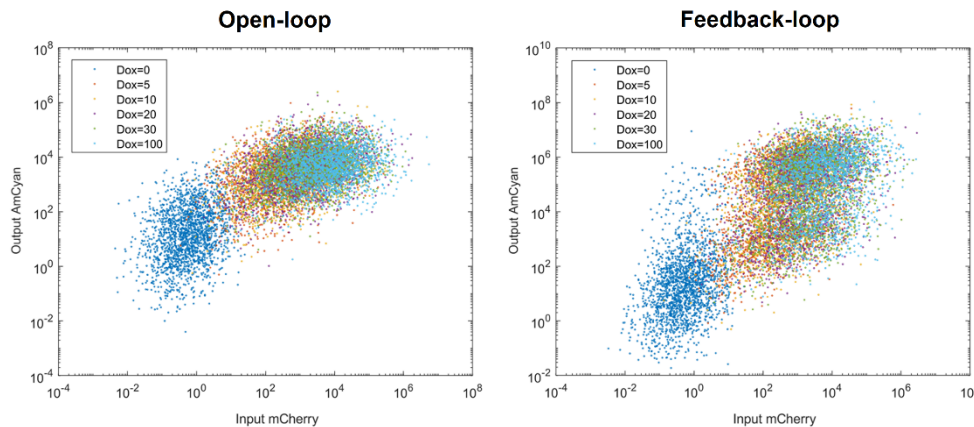 Open-loop
Feedback-loop
10^8
10^6
10^4
10^2
10^0
10^-2
10^-4
Output AmCyan
Dox=0
Dox=5
Dox=10
Dox=20
Dox=30
Dox=100
10^-4
10^-2
10^0
10^2
10^4
10^6
10^8
Input mCherry
10^10
10^8
10^6
10^4
10^2
10^0
10^-2
10^-4
Output AmCyan
Dox=0
Dox=5
Dox=10
Dox=20
Dox=30
Dox=100
10^-4
10^-2
10^0
10^2
10^4
10^6
10
Input mCherry